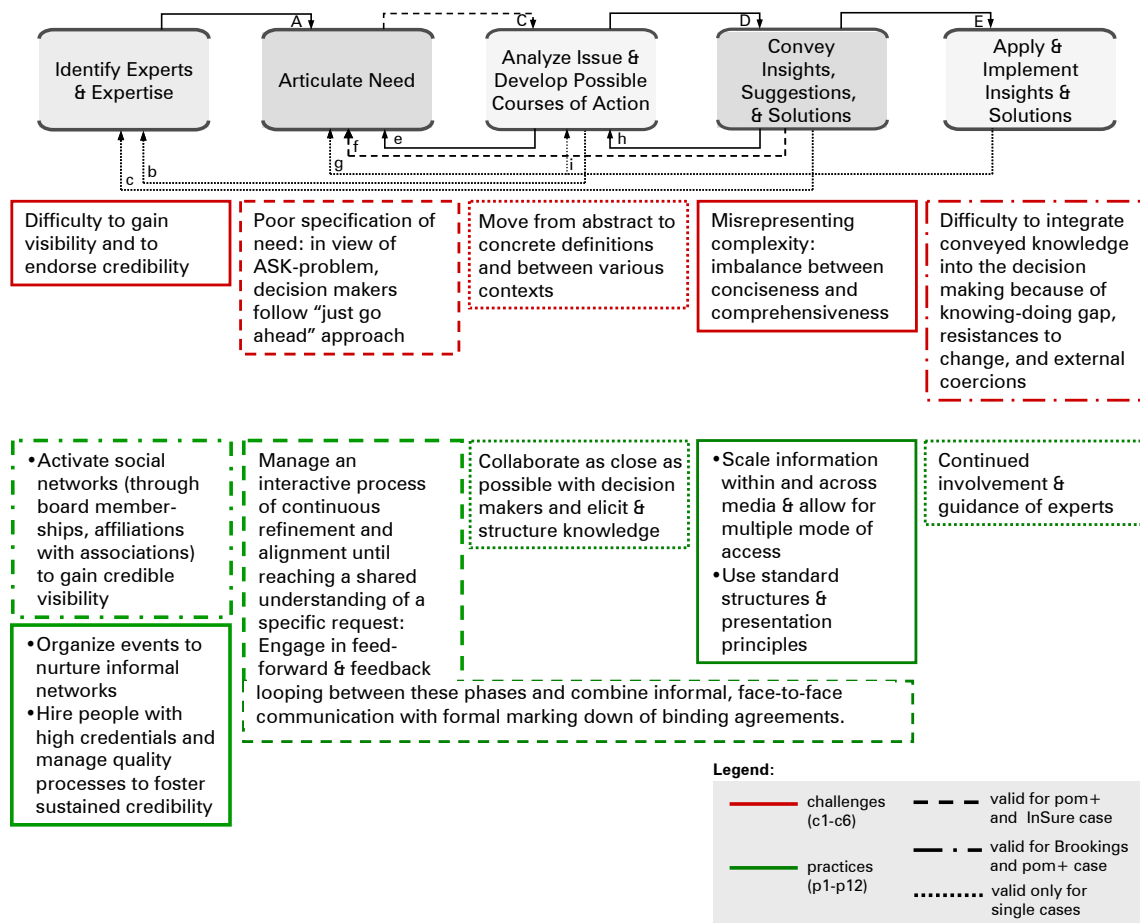 A
C
D
E
Identify Experts
& Expertise
Articulate Need
Analyze Issue &
Develop Possible
Courses of Action
Convey
Insights,
Suggestions,
& Solutions
Apply &
Implement
Insights &
Solutions
c
b
g
f
e
i
h
Difficulty to gain
visibility and to
endorse credibility
Poor specification of
need: in view of
ASK-problem,
decision makers
follow “just go
ahead” approach
Move from abstract to
concrete definitions
and between various
contexts
Misrepresenting
complexity:
imbalance between
conciseness and
comprehensiveness
Difficulty to integrate
conveyed knowledge
into the decision
making because of
knowing-doing gap,
resistances to
change, and external
coercions
•Activate social
networks (through
board member-
ships, affiliations
with associations)
to gain credible
visibility
•Organize events to
nurture informal
networks
•Hire people with
high credentials and
manage quality
processes to foster
sustained credibility
Manage an
interactive process
of continuous
refinement and
alignment until
reaching a shared
understanding of a
specific request:
Engage in feed-
forward & feedback
looping between these phases and combine informal, face-to-face
communication with formal marking down of binding agreements.
Collaborate as close as
possible with decision
makers and elicit &
structure knowledge
•Scale information
within and across
media & allow for
multiple mode of
access
•Use standard
structures &
presentation
principles
Continued
involvement &
guidance of experts
Legend:
challenges
(c1-c6)
practices
(p1-p12)
valid for pom+
and InSure case
valid for Brookings
and pom+ case
valid only for
single cases